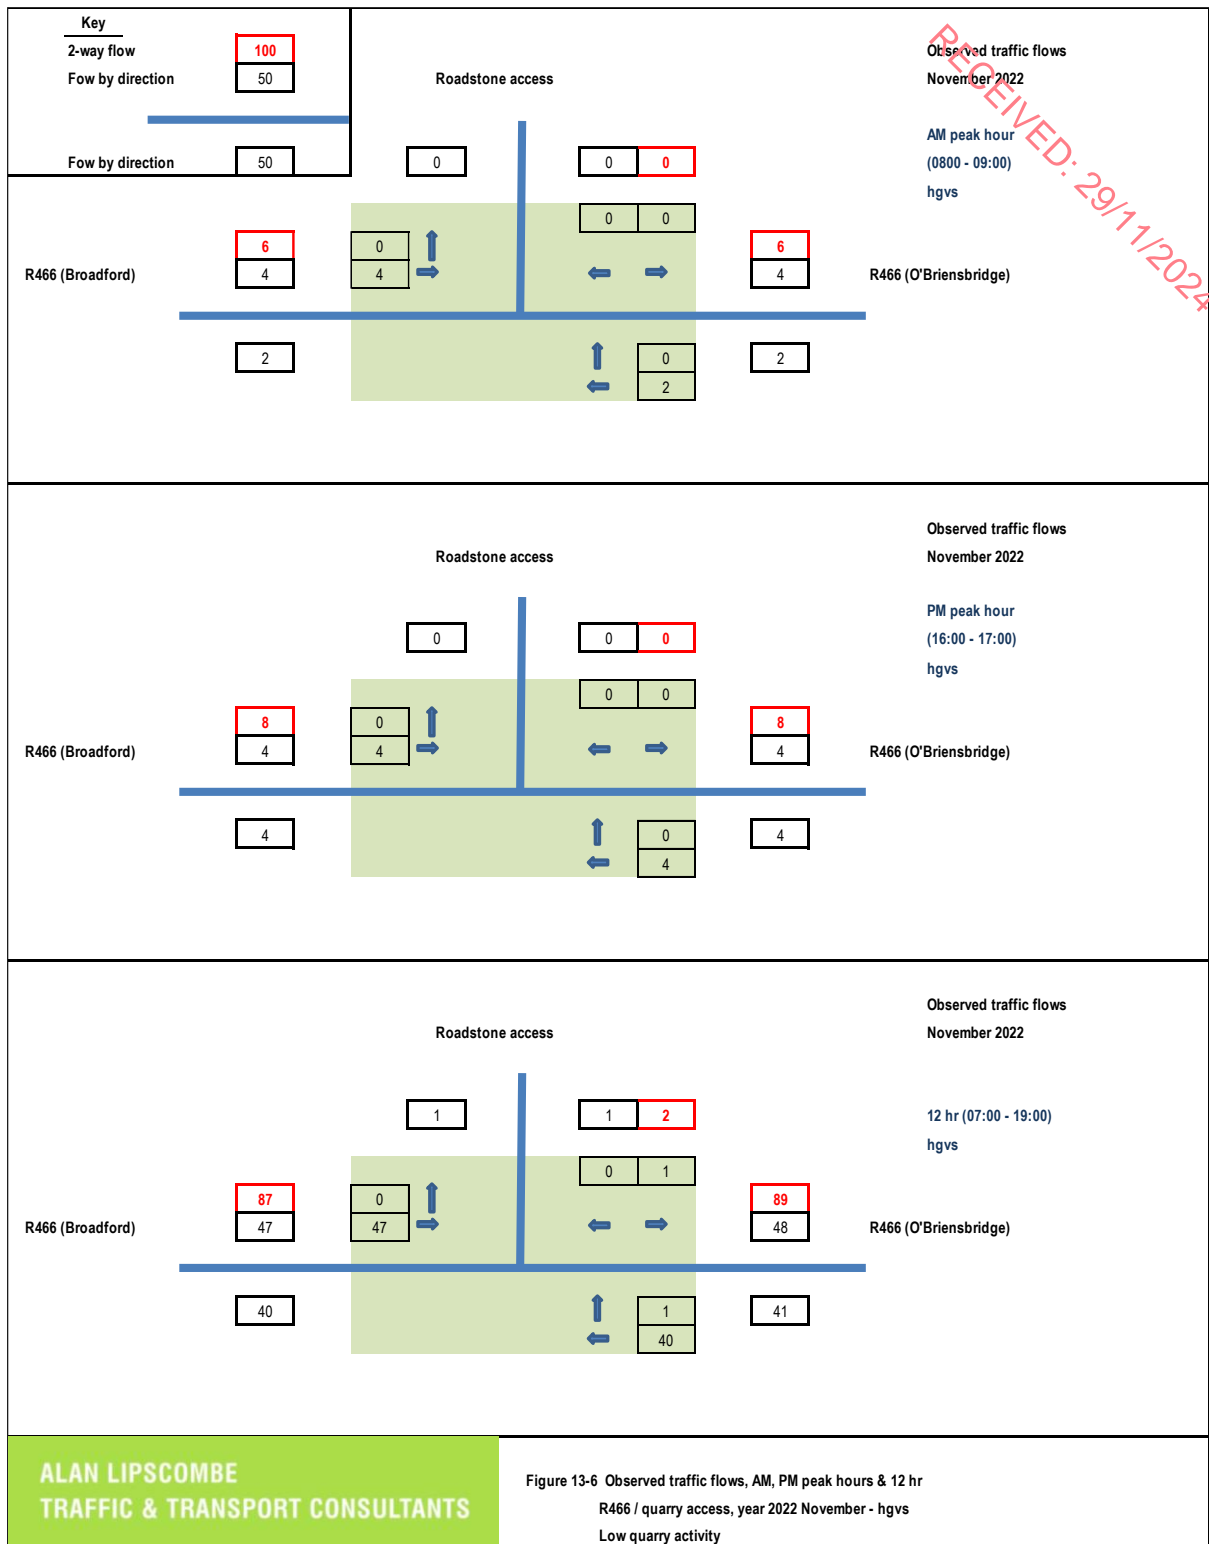 Key
2-way flow 100
Fow by direction 50
Fow by direction 50
RECEIVED: 29/11/2024
Observed traffic flows
Roadstone access November 2022
AM peak hour
0 0 0 (0800 - 09:00)
hgvs
0 0
6 0 6
R466 (Broadford) 4 4 4 R466 (O'Briensbridge)
2 0 2
2
Observed traffic flows
Roadstone access November 2022
PM peak hour
0 0 0 (16:00 - 17:00)
hgvs
0 0
8 0 8
R466 (Broadford) 4 4 4 R466 (O'Briensbridge)
4 0 4
4
Observed traffic flows
Roadstone access November 2022
1 1 2 12 hr (07:00 - 19:00)
hgvs
0 1
87 0 89
R466 (Broadford) 47 47 48 R466 (O'Briensbridge)
40 1 41
40
ALAN LIPSCOMBE
TRAFFIC & TRANSPORT CONSULTANTS
Figure 13-6 Observed traffic flows, AM, PM peak hours & 12 hr
R466 / quarry access, year 2022 November - hgvs
Low quarry activity